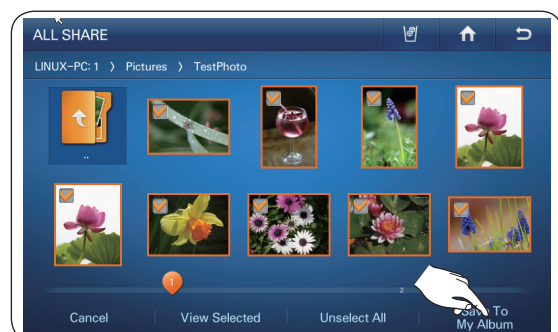 ALL SHARE
LINUX-PC: 1 〉 Pictures 〉 TestPhoto
..
1
2
Cancel
View Selected
Unselect All
Save To
My Album